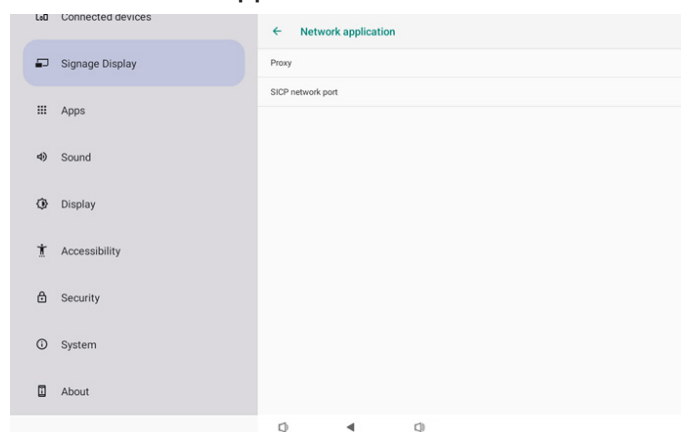 Connected devices
Signage Display
Apps
Sound
Display
Accessibility
Security
System
About
Network application
Proxy
SICP network port